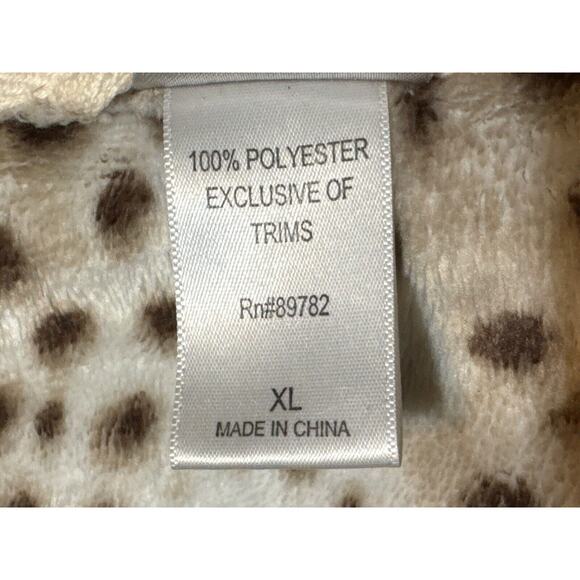 100% POLYESTER
EXCLUSIVE OF
TRIMS
Rn#89782
XL
MADE IN CHINA